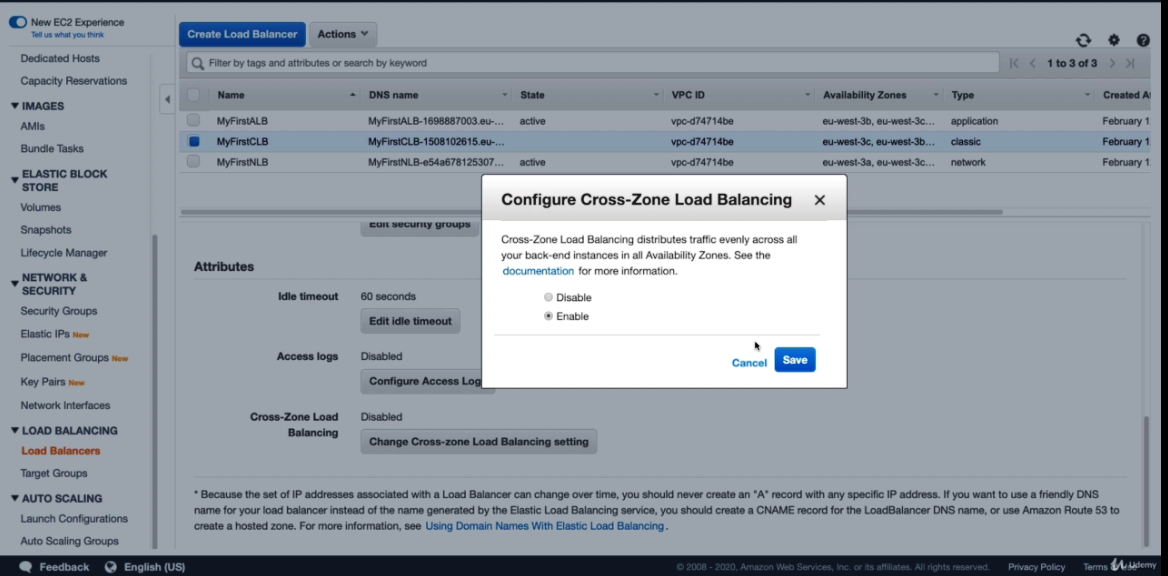 New EC2 Experience
Tell us what you think
Dedicated Hosts
Capacity Reservations
IMAGES
AMIs
Bundle Tasks
ELASTIC BLOCK
STORE
Volumes
Snapshots
Lifecycle Manager
NETWORK &
SECURITY
Security Groups
Elastic IPs New
Placement Groups New
Key Pairs New
Network Interfaces
LOAD BALANCING
Load Balancers
Target Groups
AUTO SCALING
Launch Configurations
Auto Scaling Groups
Create Load Balancer Actions
Filter by tags and attributes or search by keyword 1 to 3 of 3
Name DNS name State VPC ID Availability Zones Type Created At
MyFirstALB MyFirstALB-1698887003.eu-... active vpc-d74714be eu-west-3b, eu-west-3c... application February 1
MyFirstCLB MyFirstCLB-1508102615.eu-... vpc-d74714be eu-west-3c, eu-west-3b... classic February 1
MyFirstNLB MyFirstNLB-e54a678125307... active vpc-d74714be eu-west-3a, eu-west-3c... network February 1
Configure Cross-Zone Load Balancing
Cross-Zone Load Balancing distributes traffic evenly across all
your back-end instances in all Availability Zones. See the
documentation for more information.
Disable
Enable
Cancel Save
Edit security groups
Attributes
Idle timeout 60 seconds
Edit idle timeout
Access logs Disabled
Configure Access Log
Cross-Zone Load Disabled
Balancing
Change Cross-zone Load Balancing setting
* Because the set of IP addresses associated with a Load Balancer can change over time, you should never create an "A" record with any specific IP address. If you want to use a friendly DNS
name for your load balancer instead of the name generated by the Elastic Load Balancing service, you should create a CNAME record for the LoadBalancer DNS name, or use Amazon Route 53 to
create a hosted zone. For more information, see Using Domain Names With Elastic Load Balancing.
Feedback English (US) © 2008 - 2020, Amazon Web Services, Inc. or its affiliates. All rights reserved. Privacy Policy Terms Udemy